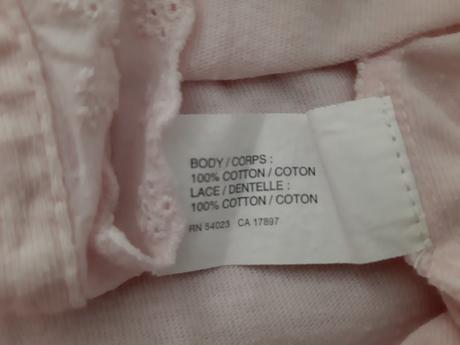 BODY / CORPS :
100% COTTON / COTON
LACE / DENTELLE :
100% COTTON / COTON
RN 54023 CA 17897